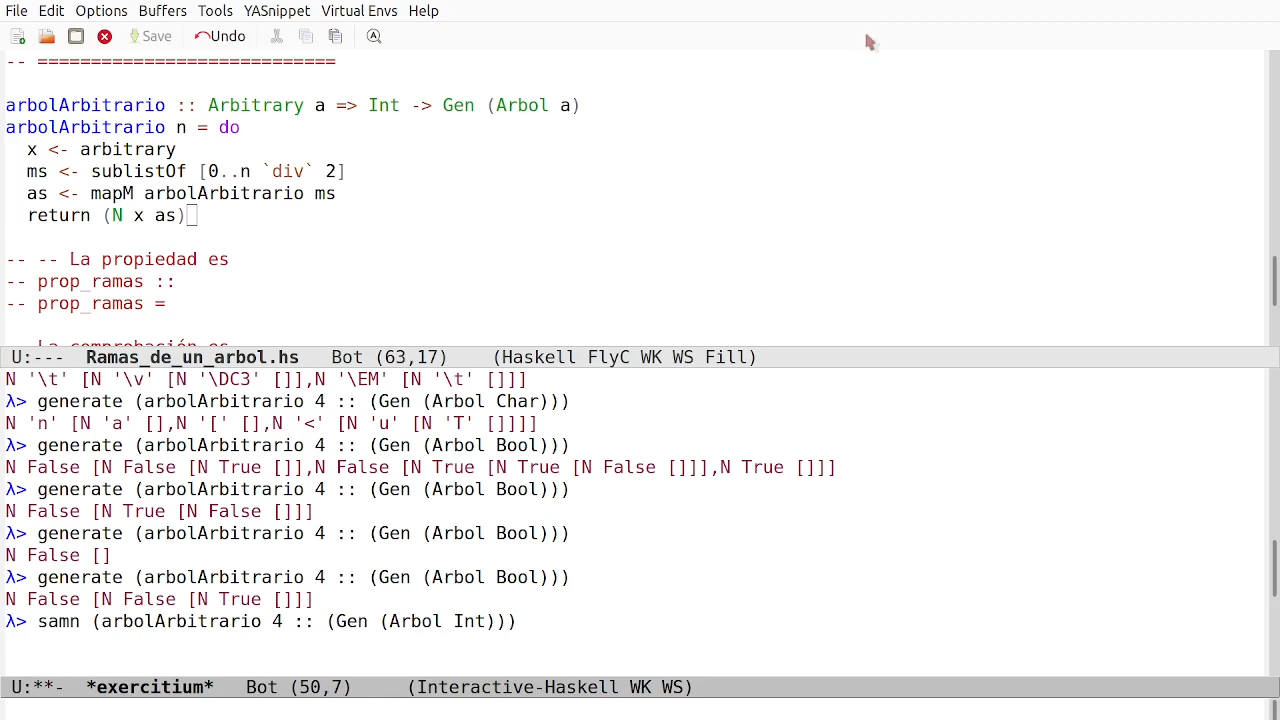 File Edit Options Buffers Tools YASnippet Virtual Envs Help
Save Undo
-- ============================
arbolArbitrario :: Arbitrary a => Int -> Gen (Arbol a)
arbolArbitrario n = do
  x <- arbitrary
  ms <- sublistOf [0..n `div` 2]
  as <- mapM arbolArbitrario ms
  return (N x as)
-- -- La propiedad es
-- prop_ramas ::
-- prop_ramas =
-- La comprobación es
U:--- Ramas_de_un_arbol.hs Bot (63,17) (Haskell FlyC WK WS Fill)
N '\t' [N '\v' [N '\DC3' []],N '\EM' [N '\t' []]]
λ> generate (arbolArbitrario 4 :: (Gen (Arbol Char)))
N 'n' [N 'a' [],N '[' [],N '<' [N 'u' [N 'T' []]]]
λ> generate (arbolArbitrario 4 :: (Gen (Arbol Bool)))
N False [N False [N True []],N False [N True [N True [N False []]],N True []]]
λ> generate (arbolArbitrario 4 :: (Gen (Arbol Bool)))
N False [N True [N False []]]
λ> generate (arbolArbitrario 4 :: (Gen (Arbol Bool)))
N False []
λ> generate (arbolArbitrario 4 :: (Gen (Arbol Bool)))
N False [N False [N True []]]
λ> samn (arbolArbitrario 4 :: (Gen (Arbol Int)))
U:**- *exercitium* Bot (50,7) (Interactive-Haskell WK WS)